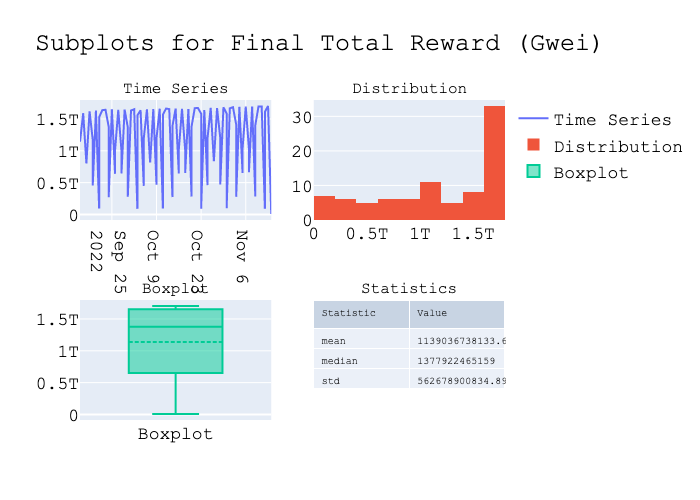 Subplots for Final Total Reward (Gwei)
Time Series
Distribution
1.5T
1T
0.5T
0
Sep 25
2022
Oct 9
Oct 23
Nov 6
30
20
10
0
0
0.5T
1T
1.5T
Time Series
Distribution
Boxplot
Boxplot
Statistics
1.5T
1T
0.5T
0
Boxplot
Statistic Value
mean 1139036738133.6
median 1377922465159
std 562678900834.89